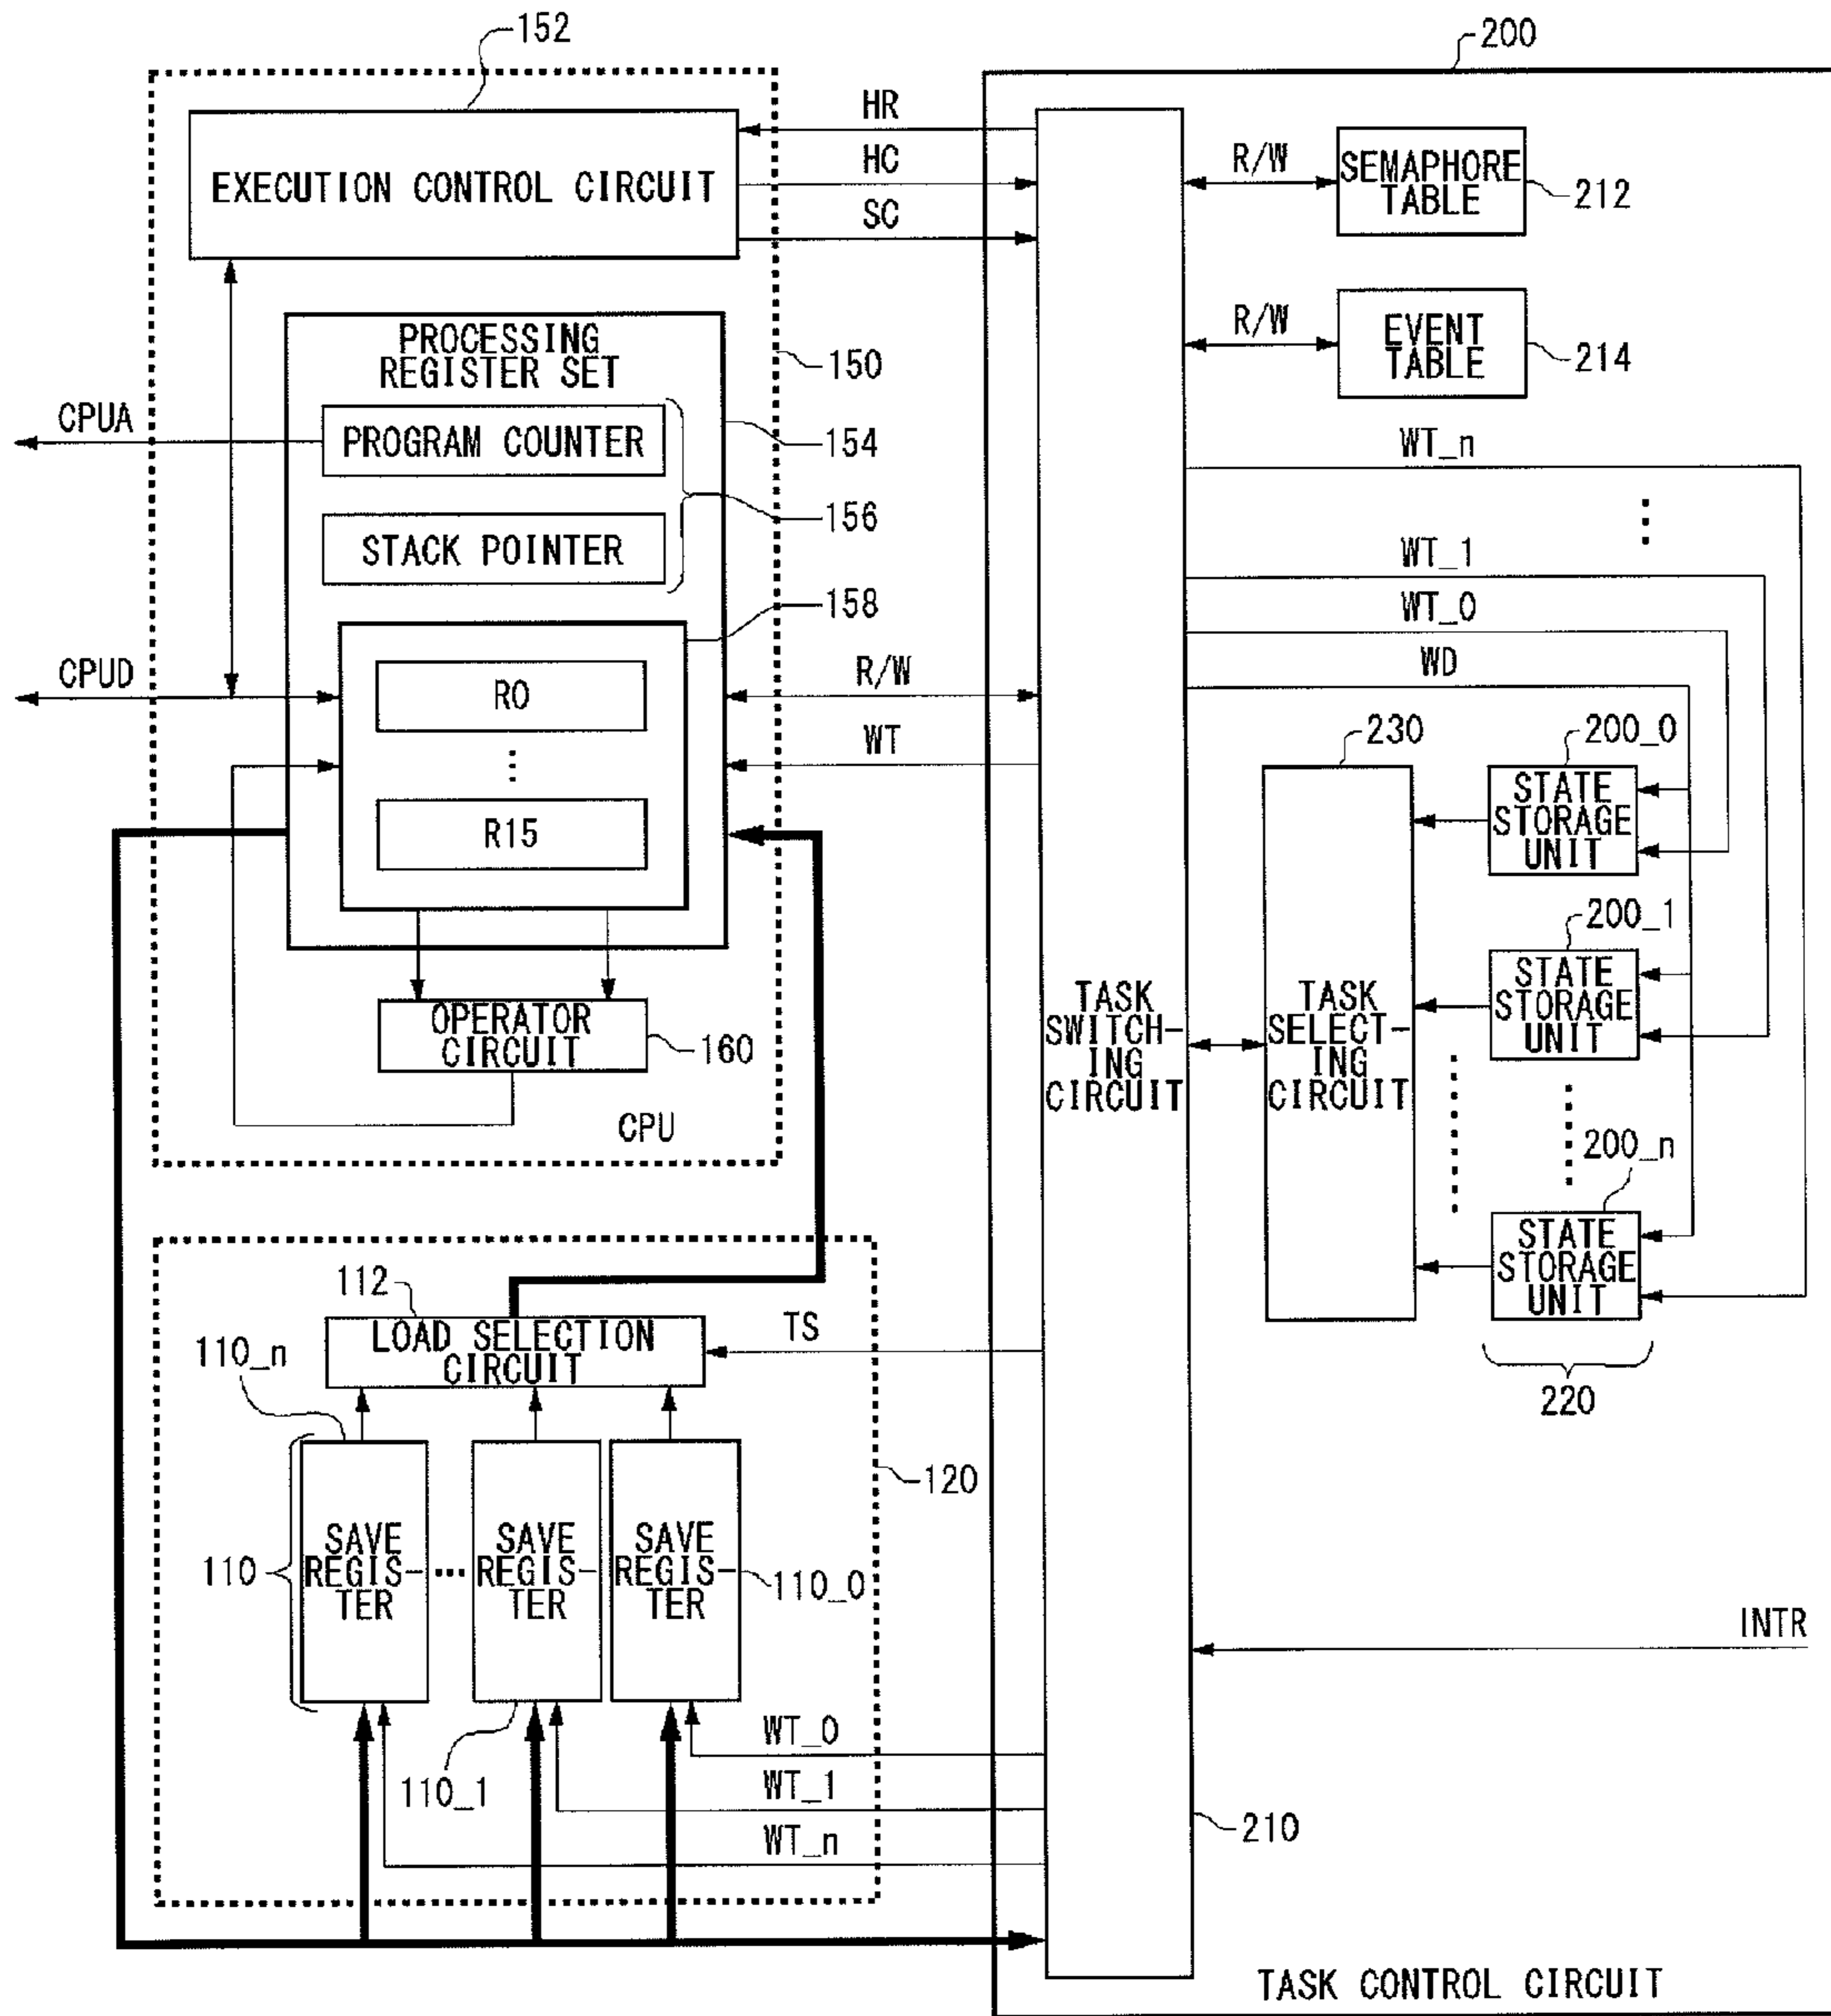 152
200
HR
HC
SC
EXECUTION CONTROL CIRCUIT
R/W
SEMAPHORE
TABLE
212
PROCESSING
REGISTER SET
150
R/W
EVENT
TABLE
214
CPUA
PROGRAM COUNTER
154
WT_n
156
STACK POINTER
WT_1
158
WT_0
WD
CPUD
R0
R/W
WT
R15
230
200_0
STATE
STORAGE
UNIT
200_1
STATE
STORAGE
UNIT
OPERATOR
CIRCUIT
160
CPU
TASK
SWITCH-
ING
CIRCUIT
TASK
SELECT-
ING
CIRCUIT
200_n
STATE
STORAGE
UNIT
220
112
LOAD SELECTION
CIRCUIT
TS
110_n
110
SAVE
REGIS-
TER
SAVE
REGIS-
TER
SAVE
REGIS-
TER
120
110_0
110_1
INTR
WT_0
WT_1
WT_n
210
TASK CONTROL CIRCUIT